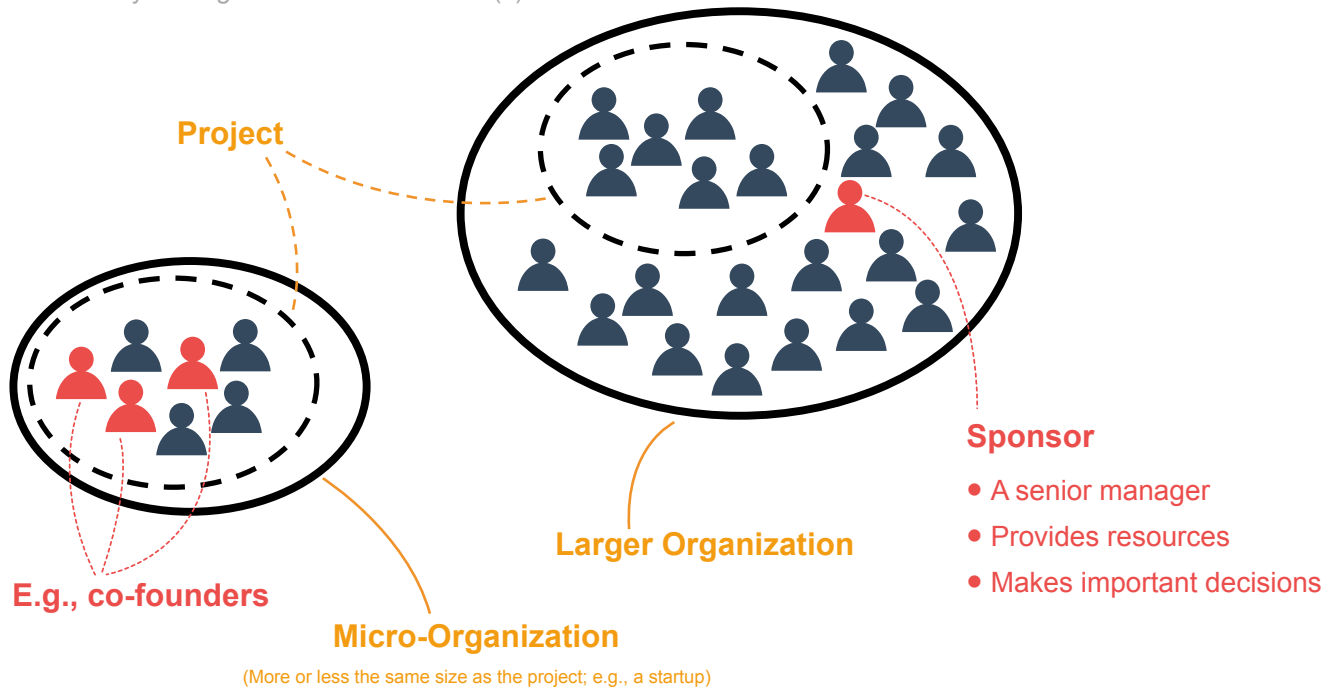 Project
Sponsor
• A senior manager
• Provides resources
• Makes important decisions
Larger Organization
E.g., co-founders
Micro-Organization
(More or less the same size as the project; e.g., a startup)